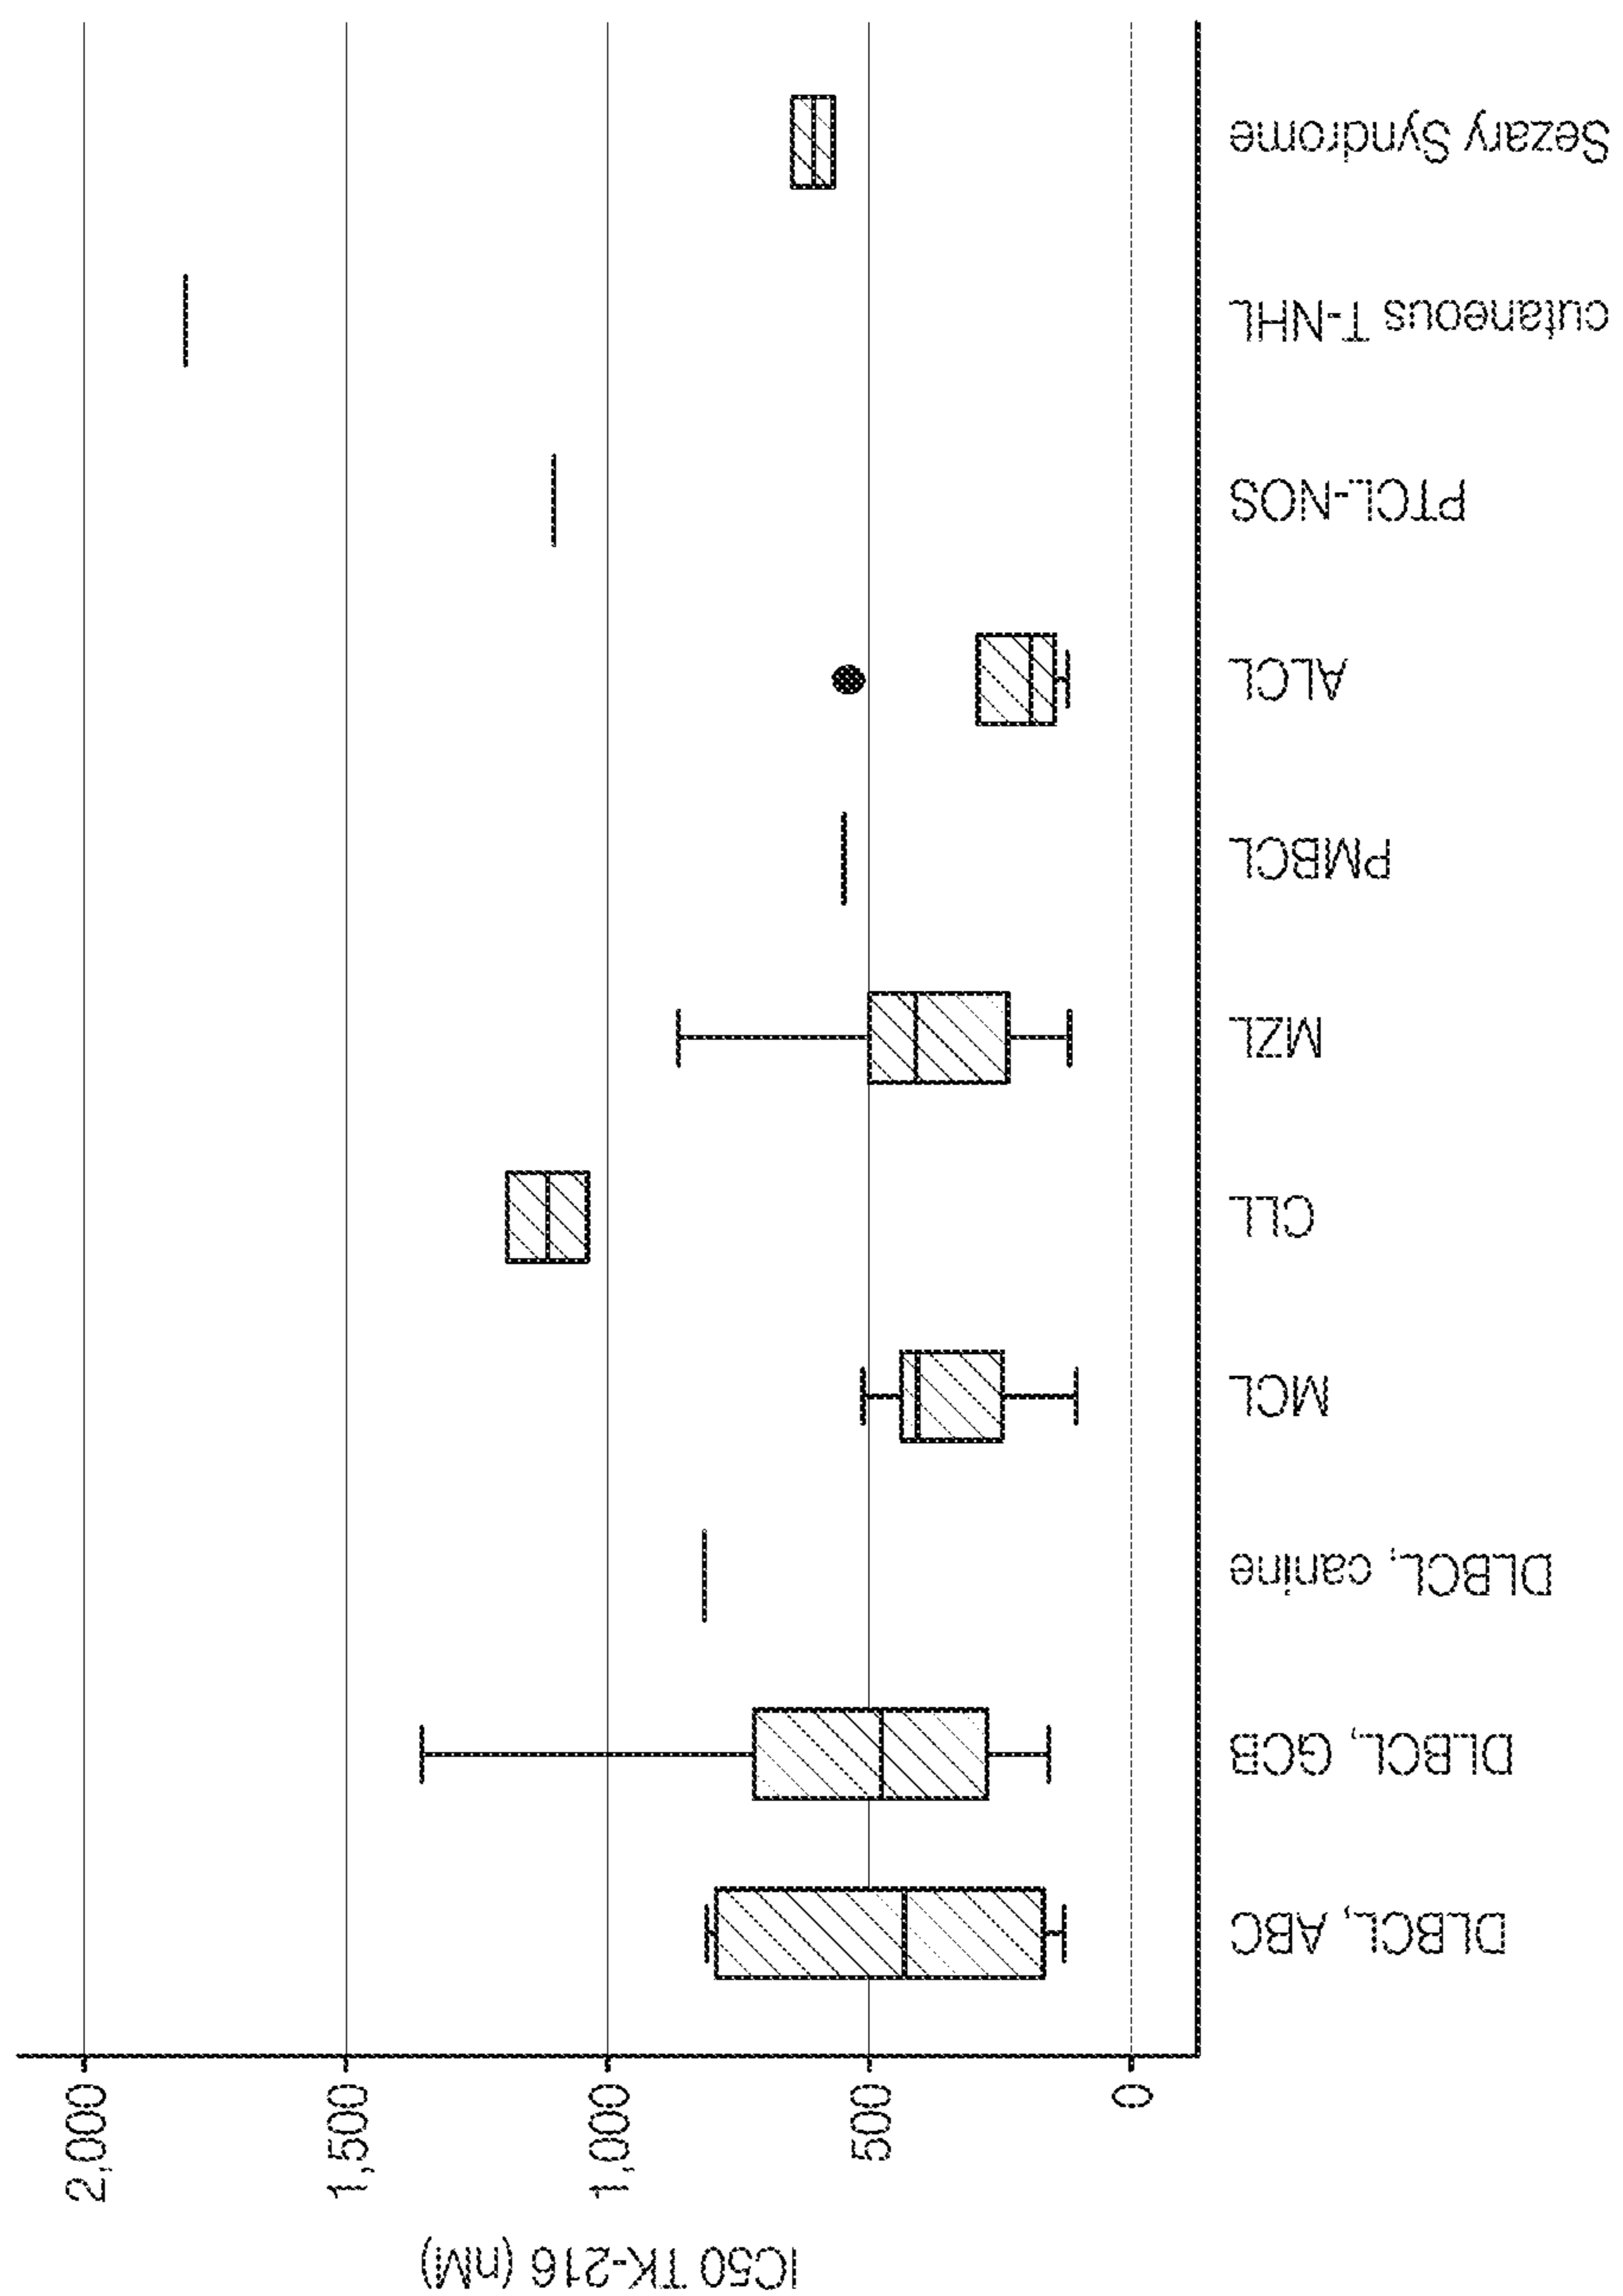 IC50 TK-216 (nM)
2,000
1,500
1,000
500
0
DLBCL, ABC
DLBCL, GCB
DLBCL, canine
MCL
CLL
MZL
PMBCL
ALCL
PTCL-NOS
cutaneous T-NHL
Sezary Syndrome